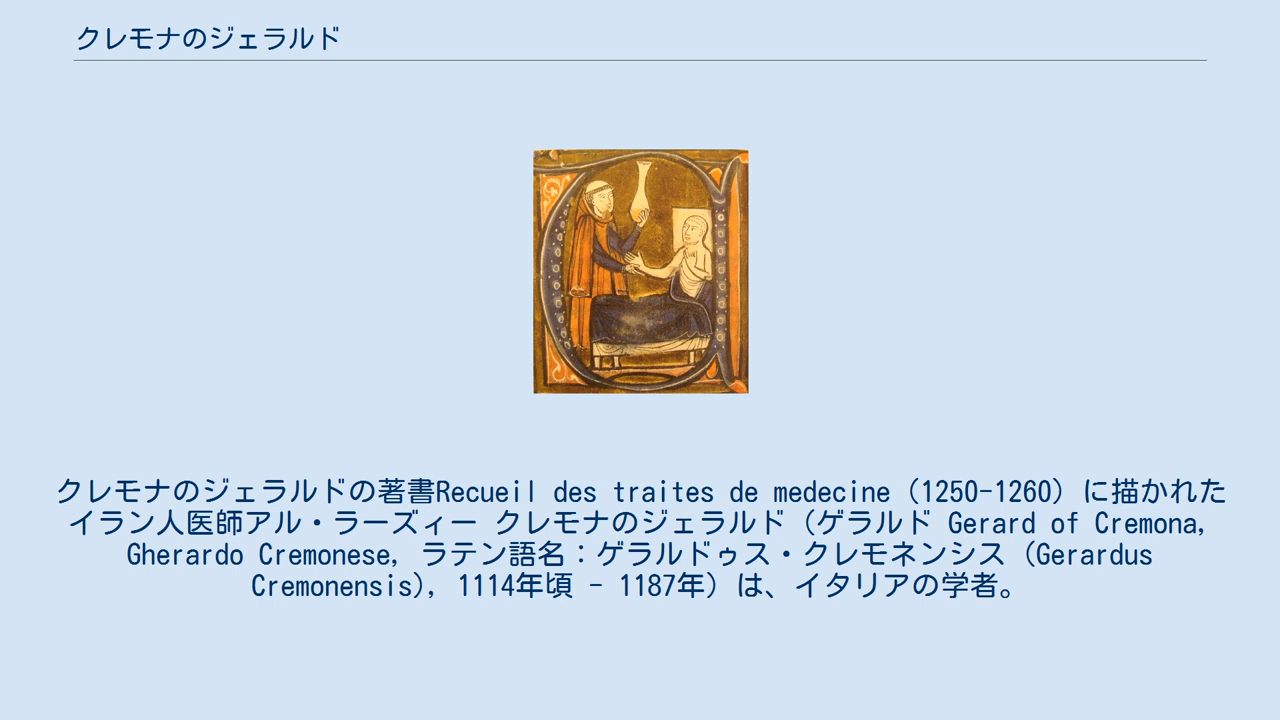 クレモナのジェラルド
クレモナのジェラルドの著書Recueil des traites de medecine (1250-1260) に描かれた
イラン人医師アル・ラーズィー クレモナのジェラルド（ゲラルド Gerard of Cremona,
Gherardo Cremonese, ラテン語名：ゲラルドゥス・クレモネンシス (Gerardus
Cremonensis), 1114年頃 - 1187年）は、イタリアの学者。